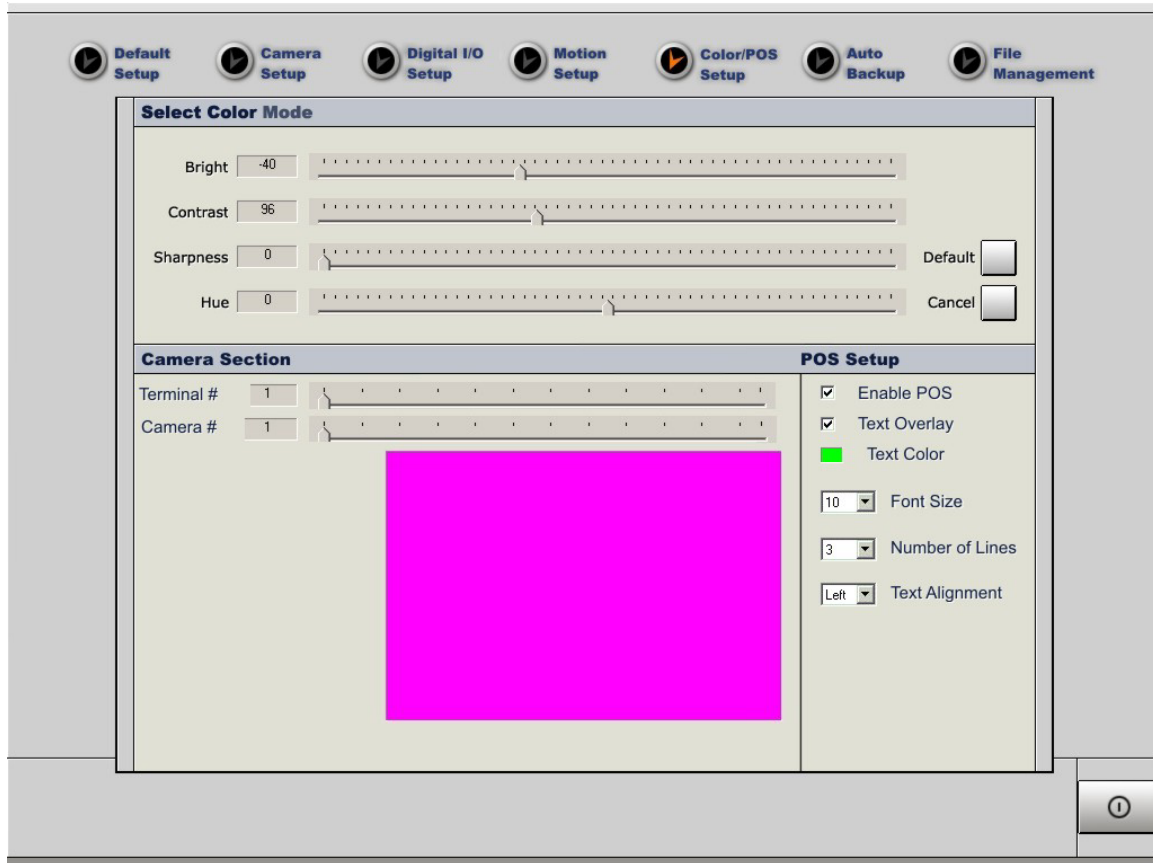 Default Setup
Camera Setup
Digital I/O Setup
Motion Setup
Color/POS Setup
Auto Backup
File Management
Select Color Mode
Bright -40
Contrast 96
Sharpness 0
Default
Hue 0
Cancel
Camera Section
POS Setup
Terminal # 1
Camera # 1
Enable POS
Text Overlay
Text Color
10 Font Size
3 Number of Lines
Left Text Alignment